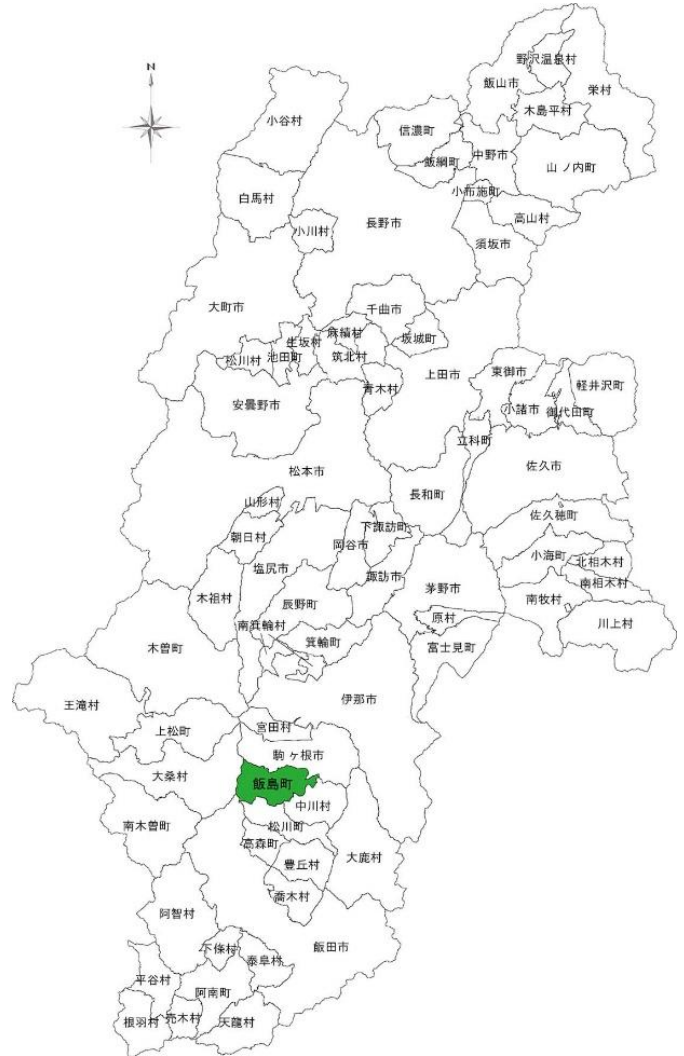 N
野沢温泉村
飯山市
栄村
木島平村
小谷村
信濃町
飯綱町
中野市
山ノ内町
小布施町
白馬村
高山村
小川村
長野市
須坂市
大町市
千曲市
麻績村
坂城町
生坂村
松川村
池田町
筑北村
上田市
東御市
青木村
軽井沢町
安曇野市
小諸市
御代田町
立科町
松本市
佐久市
長和町
山形村
佐久穂町
下諏訪町
朝日村
岡谷市
小海町
北相木村
塩尻市
諏訪市
茅野市
南相木村
木祖村
辰野町
南牧村
原村
川上村
南箕輪村
箕輪町
木曽町
富士見町
伊那市
王滝村
上松町
宮田村
駒ヶ根市
大桑村
飯島町
中川村
南木曽町
松川町
高森町
豊丘村
大鹿村
喬木村
阿智村
飯田市
下條村
泰阜村
平谷村
阿南町
根羽村
売木村
天龍村